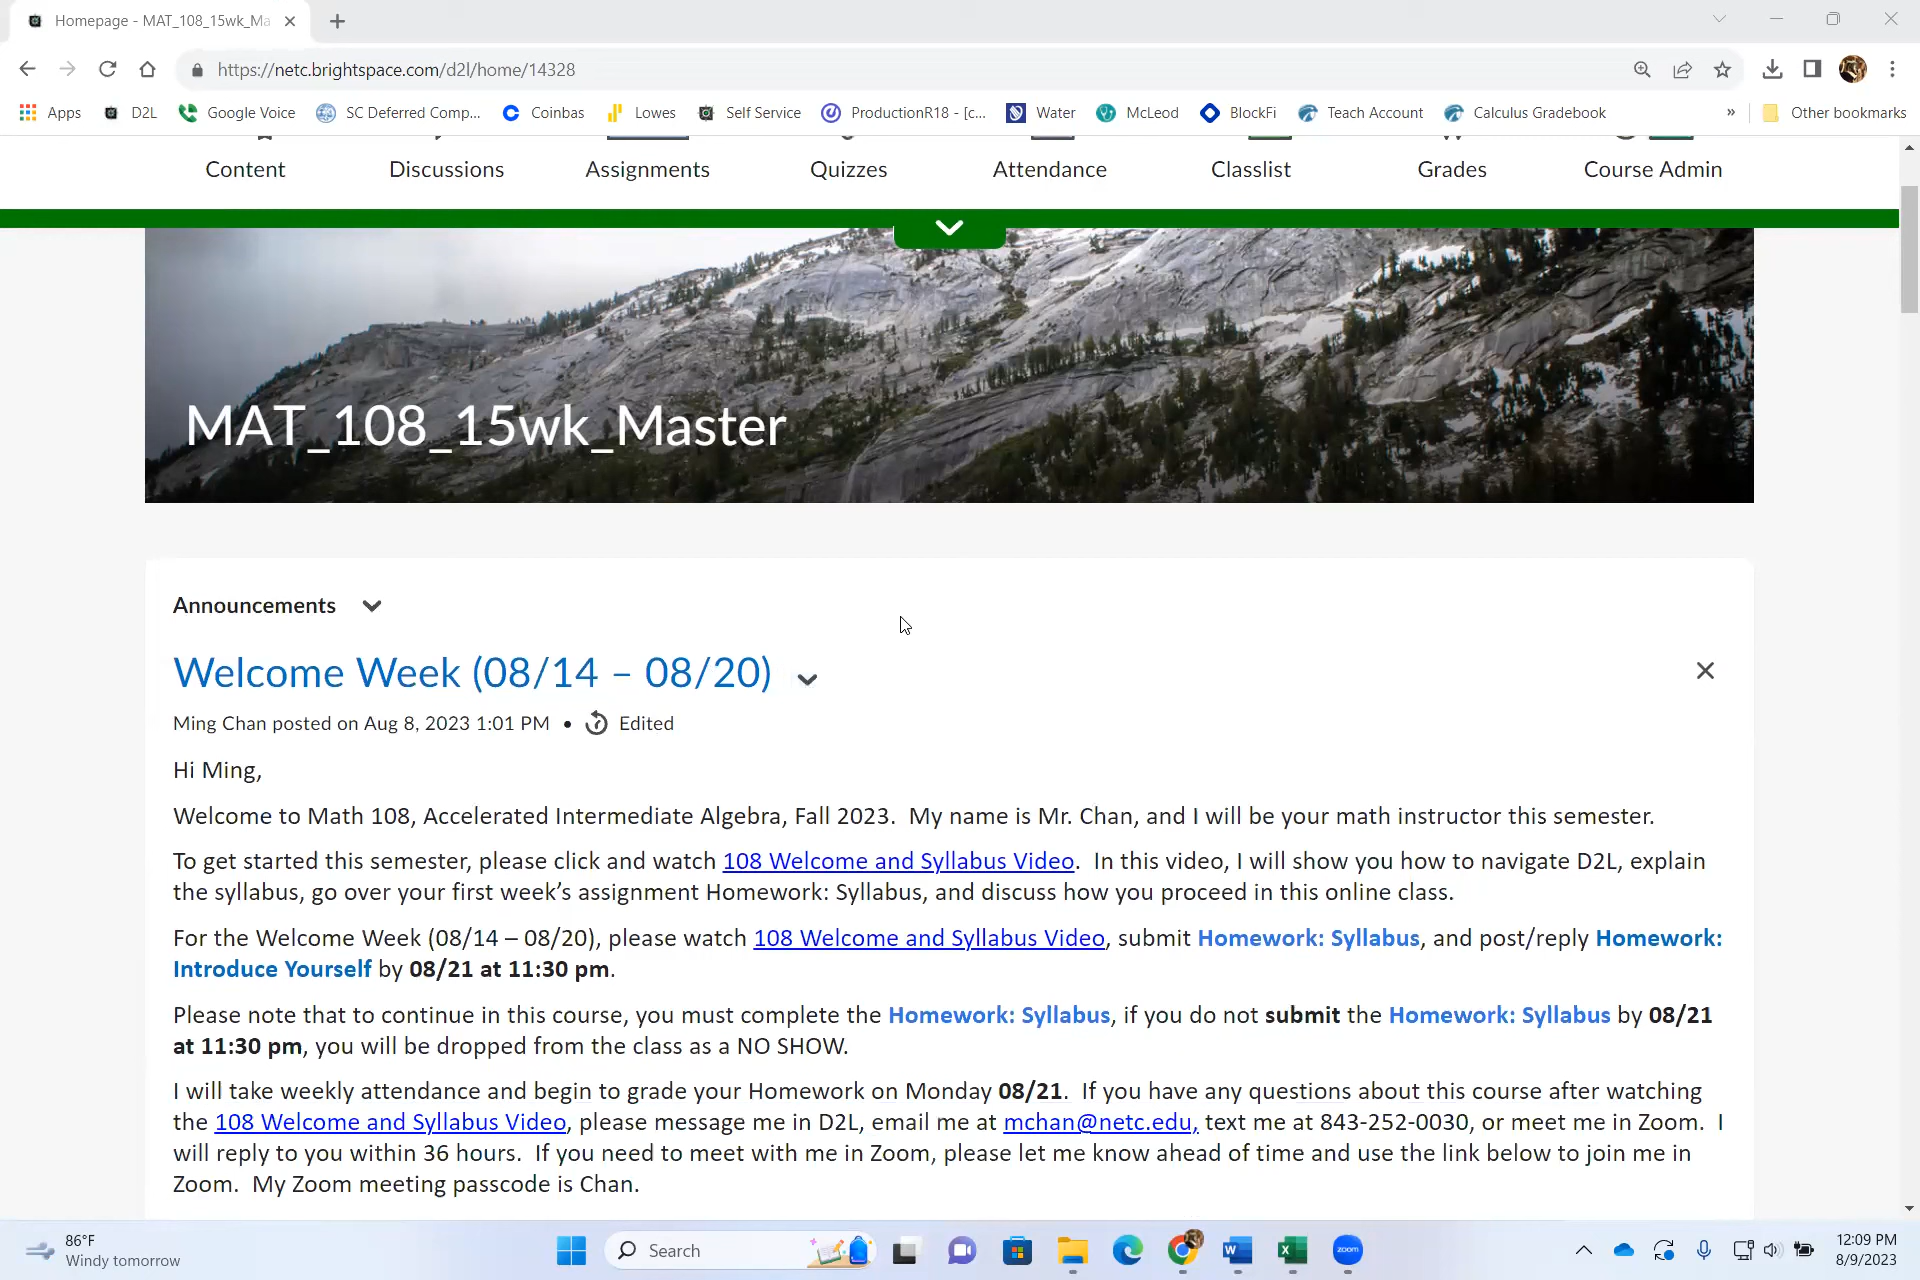 Homepage - MAT_108_15wk_Ma
https://netc.brightspace.com/d2l/home/14328
Apps D2L Google Voice SC Deferred Comp... Coinbas Lowes Self Service ProductionR18 - [c... Water McLeod BlockFi Teach Account Calculus Gradebook » Other bookmarks
Content Discussions Assignments Quizzes Attendance Classlist Grades Course Admin
MAT_108_15wk_Master
Announcements
Welcome Week (08/14 – 08/20)
Ming Chan posted on Aug 8, 2023 1:01 PM • Edited
Hi Ming,
Welcome to Math 108, Accelerated Intermediate Algebra, Fall 2023. My name is Mr. Chan, and I will be your math instructor this semester.
To get started this semester, please click and watch 108 Welcome and Syllabus Video. In this video, I will show you how to navigate D2L, explain
the syllabus, go over your first week’s assignment Homework: Syllabus, and discuss how you proceed in this online class.
For the Welcome Week (08/14 – 08/20), please watch 108 Welcome and Syllabus Video, submit Homework: Syllabus, and post/reply Homework:
Introduce Yourself by 08/21 at 11:30 pm.
Please note that to continue in this course, you must complete the Homework: Syllabus, if you do not submit the Homework: Syllabus by 08/21
at 11:30 pm, you will be dropped from the class as a NO SHOW.
I will take weekly attendance and begin to grade your Homework on Monday 08/21. If you have any questions about this course after watching
the 108 Welcome and Syllabus Video, please message me in D2L, email me at mchan@netc.edu, text me at 843-252-0030, or meet me in Zoom. I
will reply to you within 36 hours. If you need to meet with me in Zoom, please let me know ahead of time and use the link below to join me in
Zoom. My Zoom meeting passcode is Chan.
86°F
Windy tomorrow
Search
zoom
12:09 PM
8/9/2023